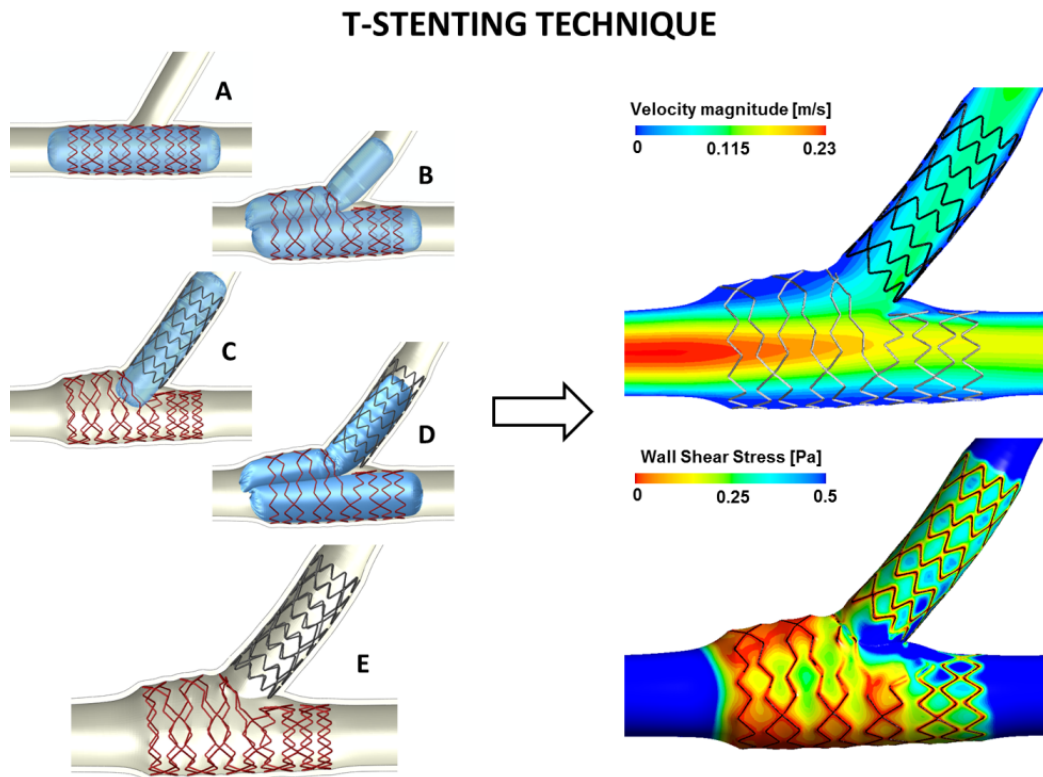 T-STENTING TECHNIQUE
A
B
C
D
E
Velocity magnitude [m/s]
0 0.115 0.23
Wall Shear Stress [Pa]
0 0.25 0.5